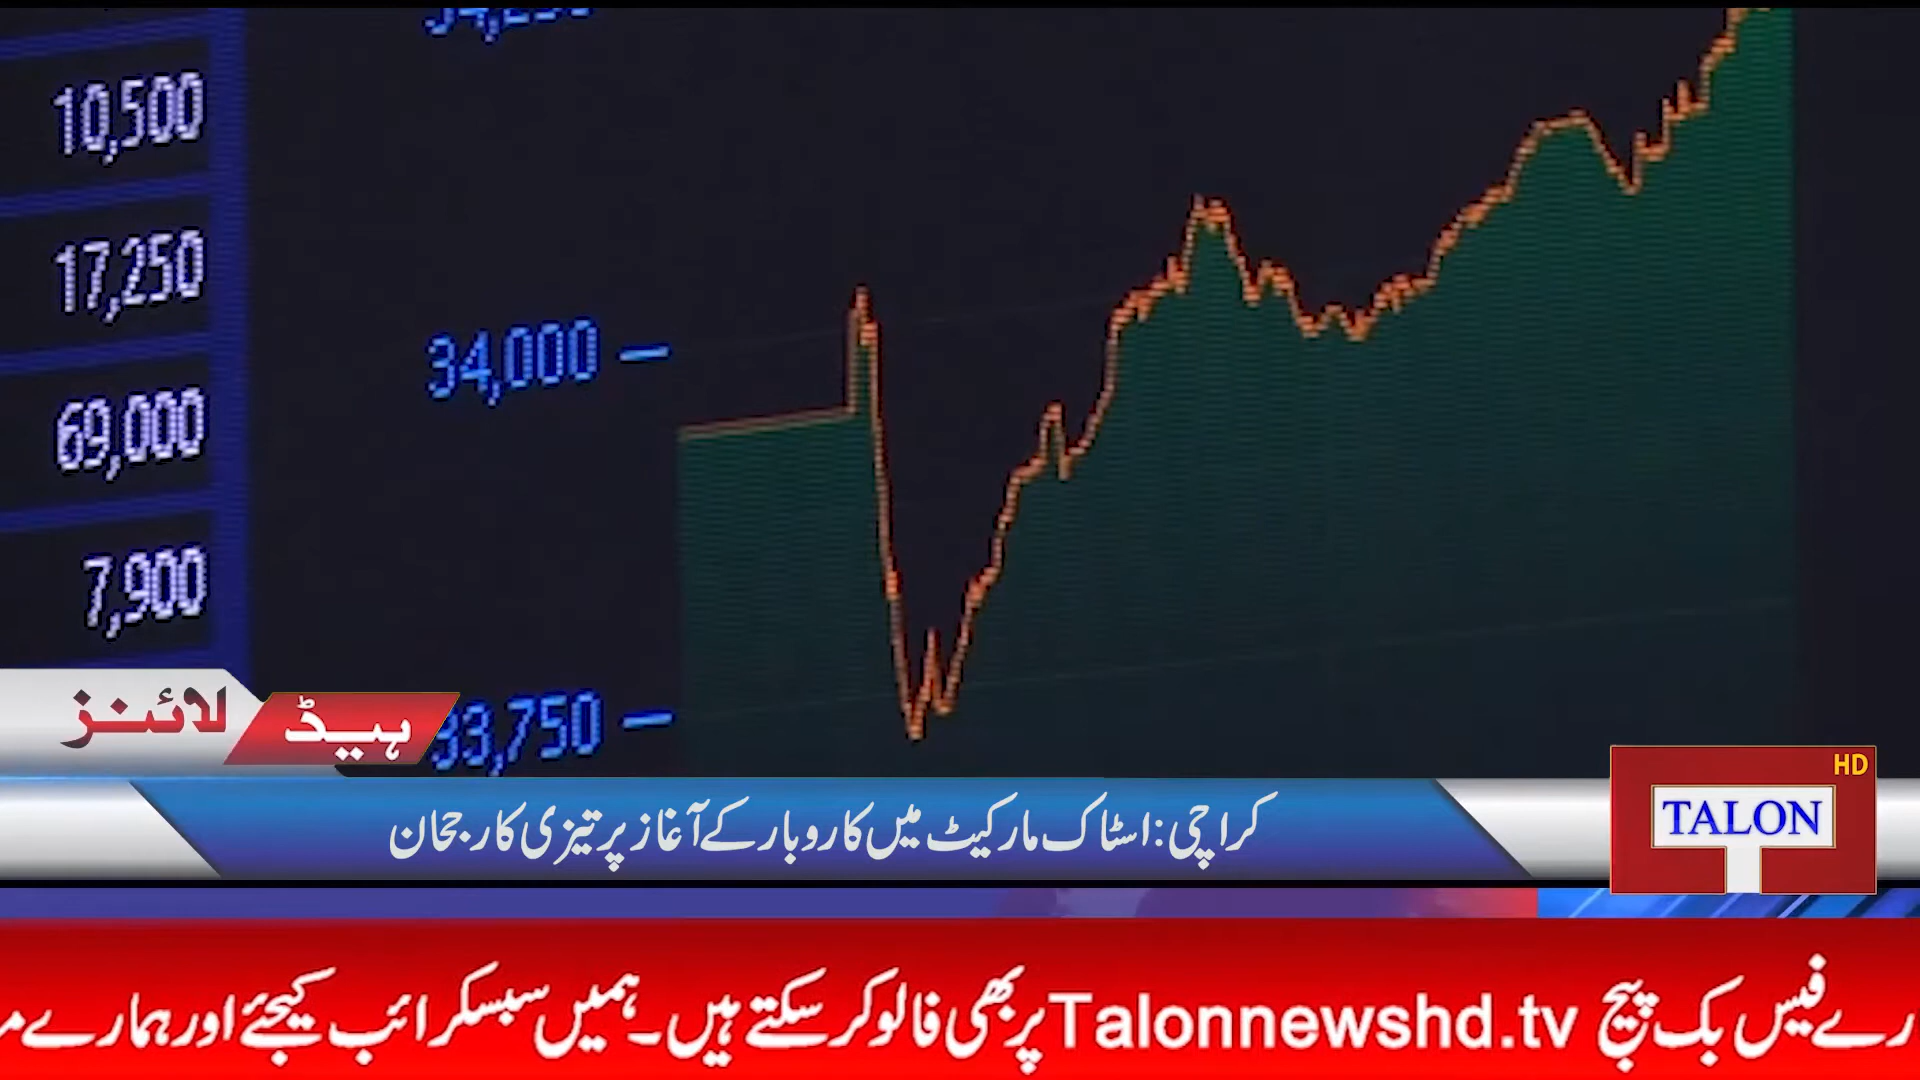 34,250
10,500
17,250
34,000
69,000
7,900
33,750
ہیڈ
لائنز
HD
TALON
کراچی: اسٹاک مارکیٹ میں کاروبار کے آغاز پر تیزی کا رجحان
رے فیس بک پیج Talonnewshd.tv پر بھی فالو کر سکتے ہیں۔ ہمیں سبسکرائب کیجئے اور ہمارے